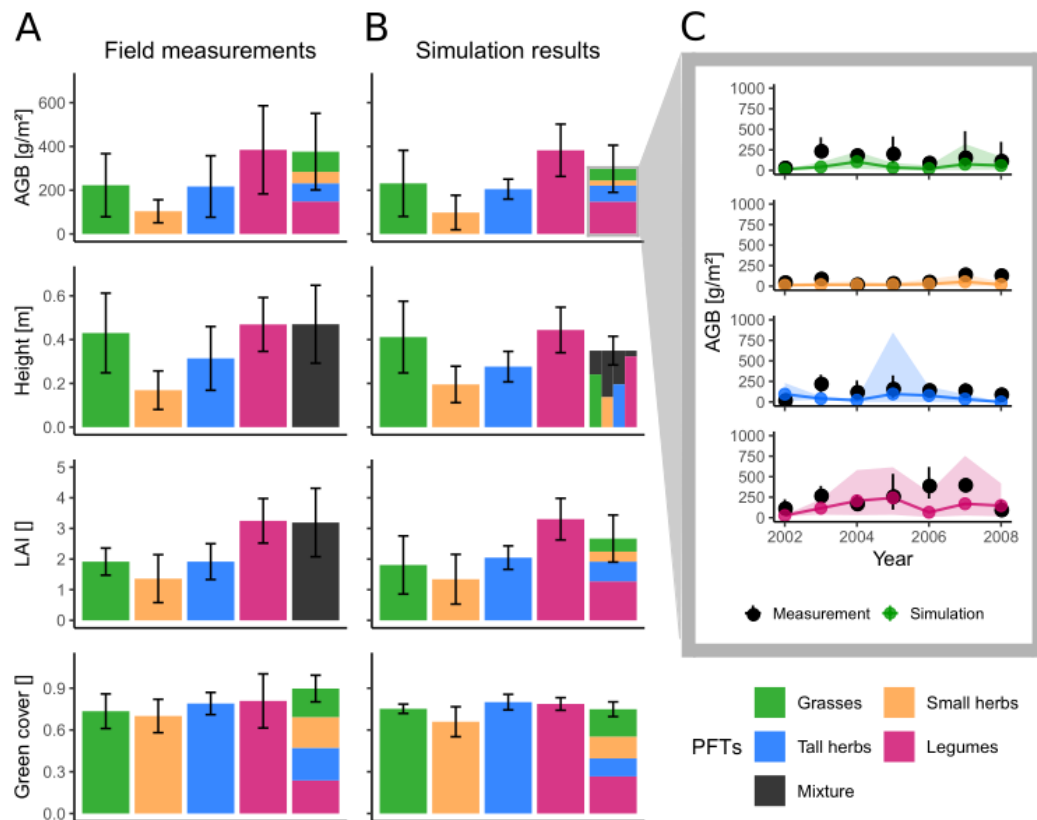 A
B
C
Field measurements
Simulation results
AGB [g/m²]
600
400
200
0
Height [m]
0.6
0.4
0.2
0.0
LAI []
5
4
3
2
1
0
Green cover []
0.9
0.6
0.3
0.0
AGB [g/m²]
1000
750
500
250
0
1000
750
500
250
0
1000
750
500
250
0
1000
750
500
250
0
2002 2004 2006 2008
Year
Measurement Simulation
PFTs
Grasses Small herbs
Tall herbs Legumes
Mixture